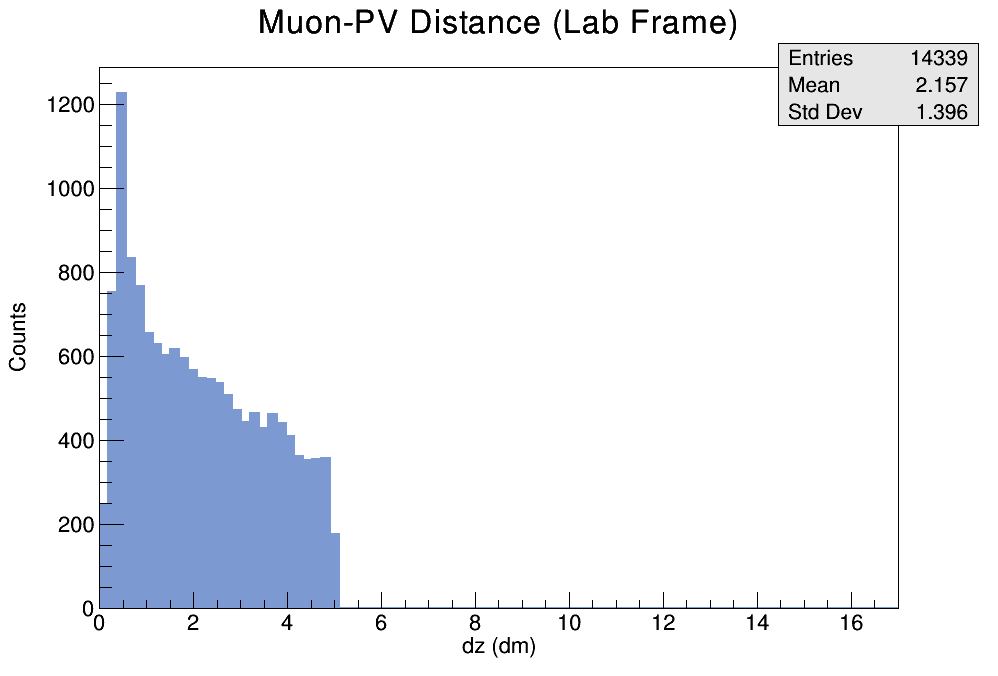 Muon-PV Distance (Lab Frame)
Entries 14339
Mean 2.157
Std Dev 1.396
Counts
1200
1000
800
600
400
200
0
0 2 4 6 8 10 12 14 16
dz (dm)